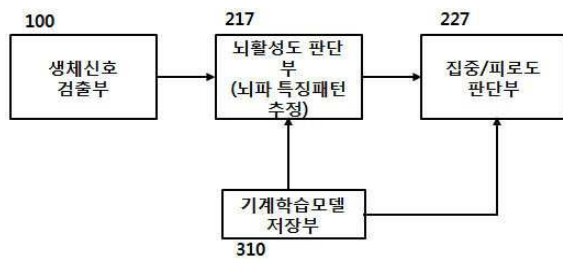 100
217
227
생체신호
검출부
뇌활성도 판단
부
(뇌파 특징패턴
추정)
집중/피로도
판단부
기계학습모델
저장부
310